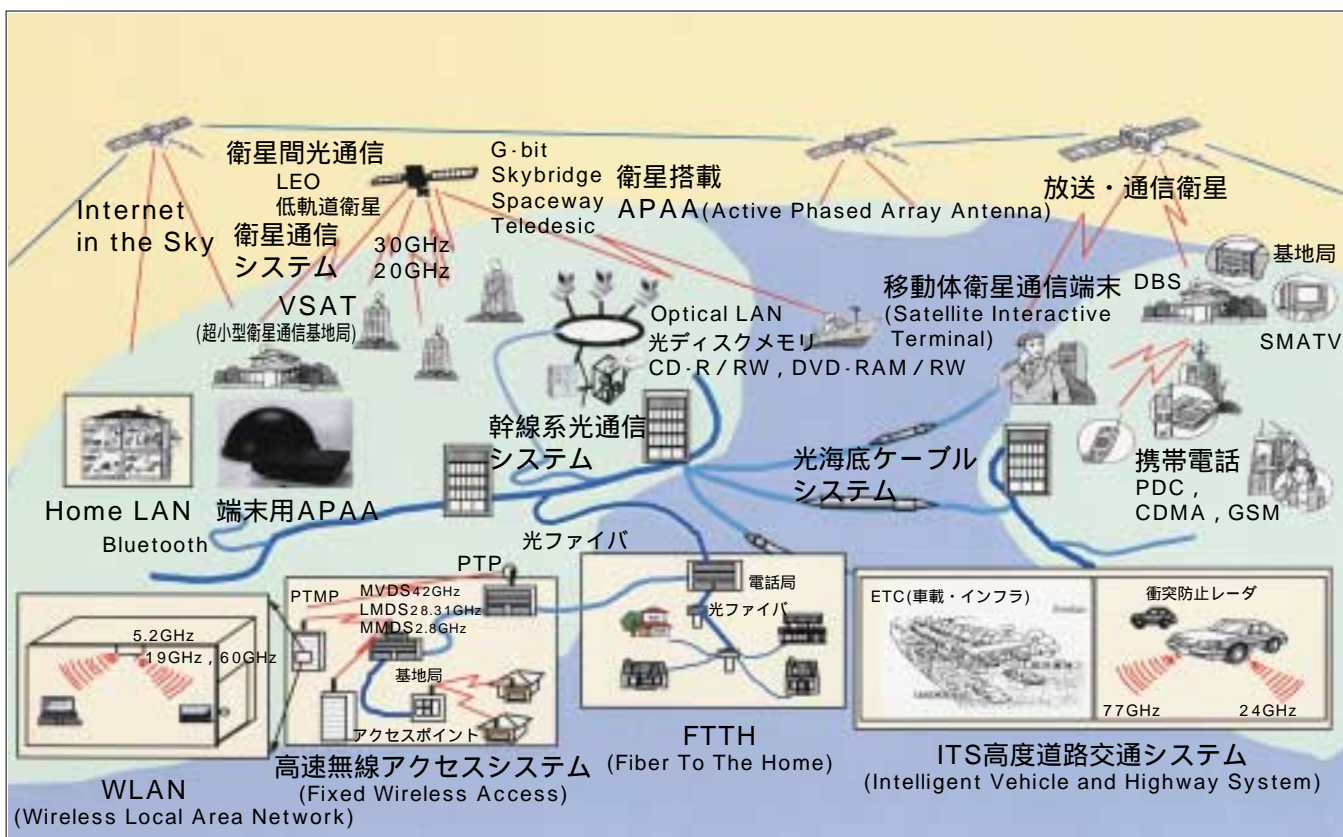 衛星間光通信
LEO
低軌道衛星
Internet
in the Sky
衛星通信
システム
30GHz
20GHz
G-bit
Skybridge
Spaceway
Teledesic
衛星搭載
APAA(Active Phased Array Antenna)
放送・通信衛星
VSAT
(超小型衛星通信基地局)
Optical LAN
光ディスクメモリ
CD-R/RW,DVD-RAM/RW
移動体衛星通信端末
(Satellite Interactive
Terminal)
DBS
基地局
SMATV
Home LAN
Bluetooth
端末用APAA
幹線系光通信
システム
光海底ケーブル
システム
携帯電話
PDC,
CDMA,GSM
光ファイバ
5.2GHz
19GHz,60GHz
WLAN
(Wireless Local Area Network)
PTMP
PTP
MVDS42GHz
LMDS28.31GHz
MMDS2.8GHz
基地局
アクセスポイント
高速無線アクセスシステム
(Fixed Wireless Access)
電話局
光ファイバ
FTTH
(Fiber To The Home)
ETC(車載・インフラ)
衝突防止レーダ
77GHz
24GHz
ITS高度道路交通システム
(Intelligent Vehicle and Highway System)